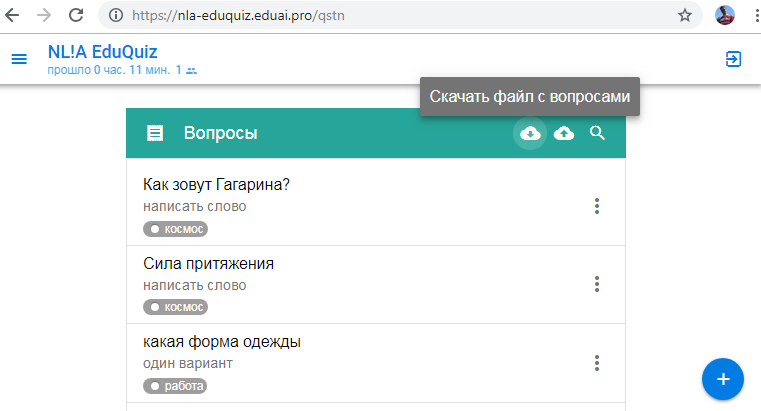 https://nla-eduquiz.eduai.pro/qstn
NL!A EduQuiz
прошло 0 час. 11 мин. 1
Скачать файл с вопросами
Вопросы
Как зовут Гагарина?
написать слово
космос
Сила притяжения
написать слово
космос
какая форма одежды
один вариант
работа